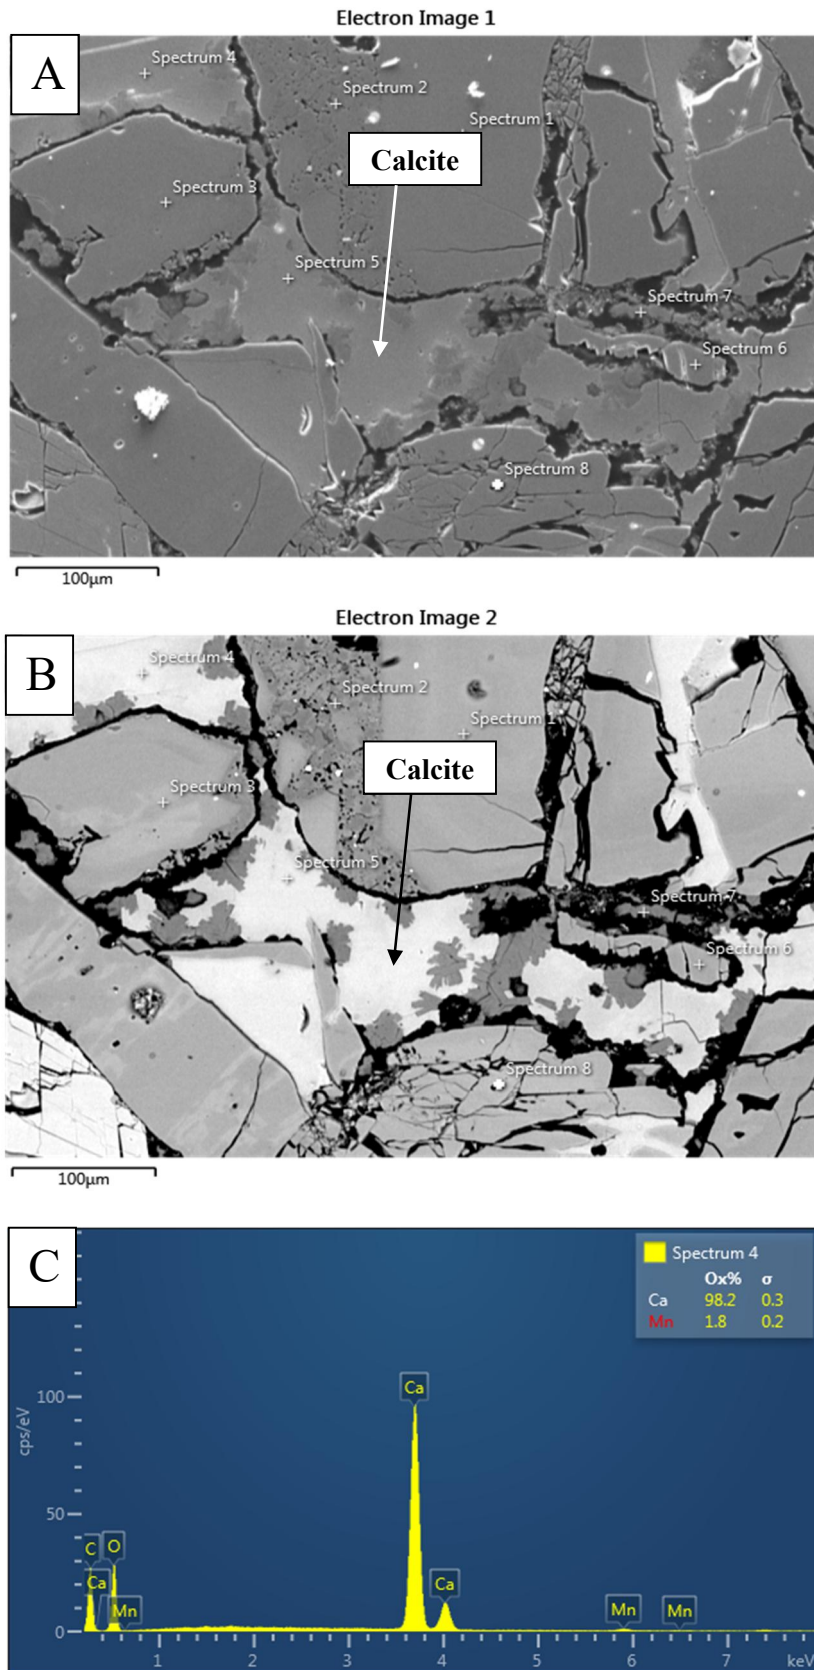 Electron Image 1
A
Spectrum 4
Spectrum 2
Spectrum 1
Calcite
Spectrum 3
Spectrum 5
Spectrum 7
Spectrum 6
Spectrum 8
100µm
Electron Image 2
B
Spectrum 4
Spectrum 2
Spectrum 1
Calcite
Spectrum 3
Spectrum 5
Spectrum 7
Spectrum 6
Spectrum 8
100µm
C
Spectrum 4
Ox% σ
Ca 98.2 0.3
Mn 1.8 0.2
cps/eV
100
50
0
Ca
C
O
Ca
Mn
Ca
Mn
Mn
1 2 3 4 5 6 7 keV